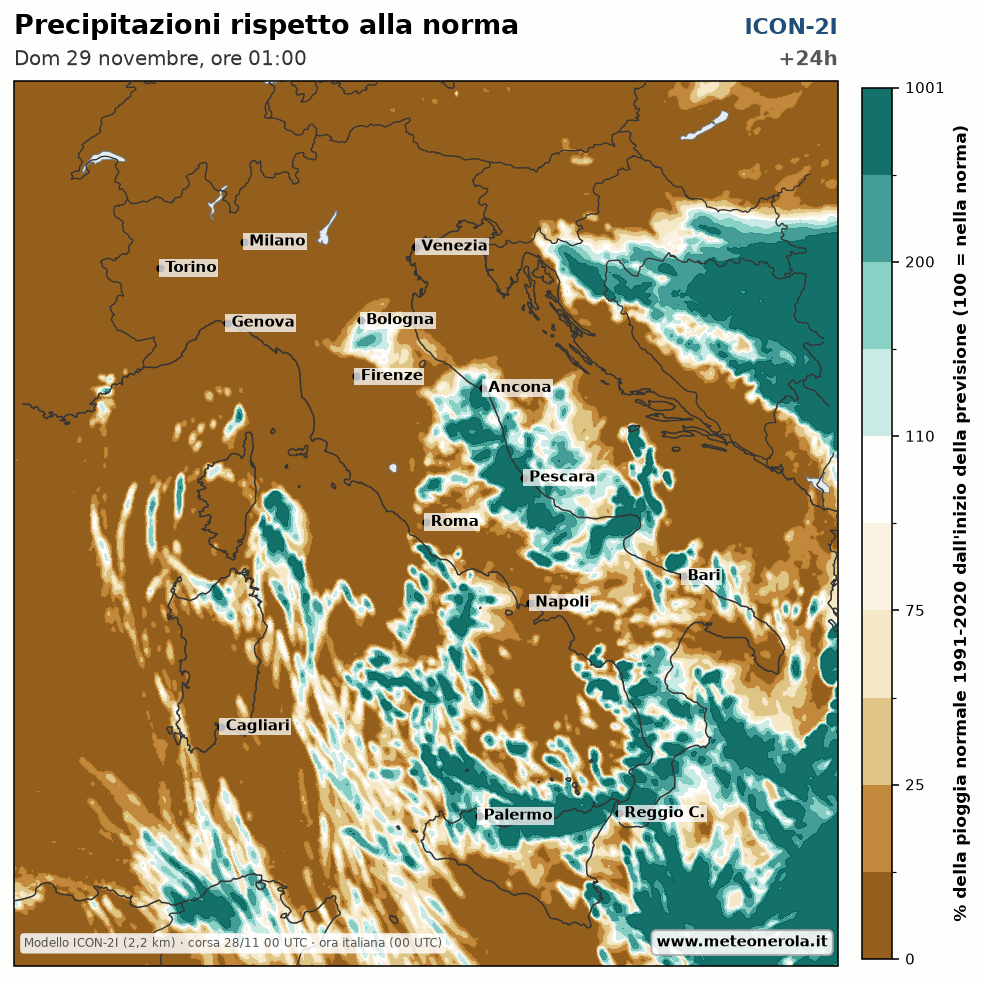 Precipitazioni rispetto alla norma
ICON-2I
Dom 29 novembre, ore 01:00
+24h
Milano
Venezia
Torino
Genova
Bologna
Firenze
Ancona
Pescara
Roma
Bari
Napoli
Cagliari
Palermo
Reggio C.
Modello ICON-2I (2,2 km) · corsa 28/11 00 UTC · ora italiana (00 UTC)
www.meteonerola.it
1001
200
110
75
25
0
% della pioggia normale 1991-2020 dall'inizio della previsione (100 = nella norma)